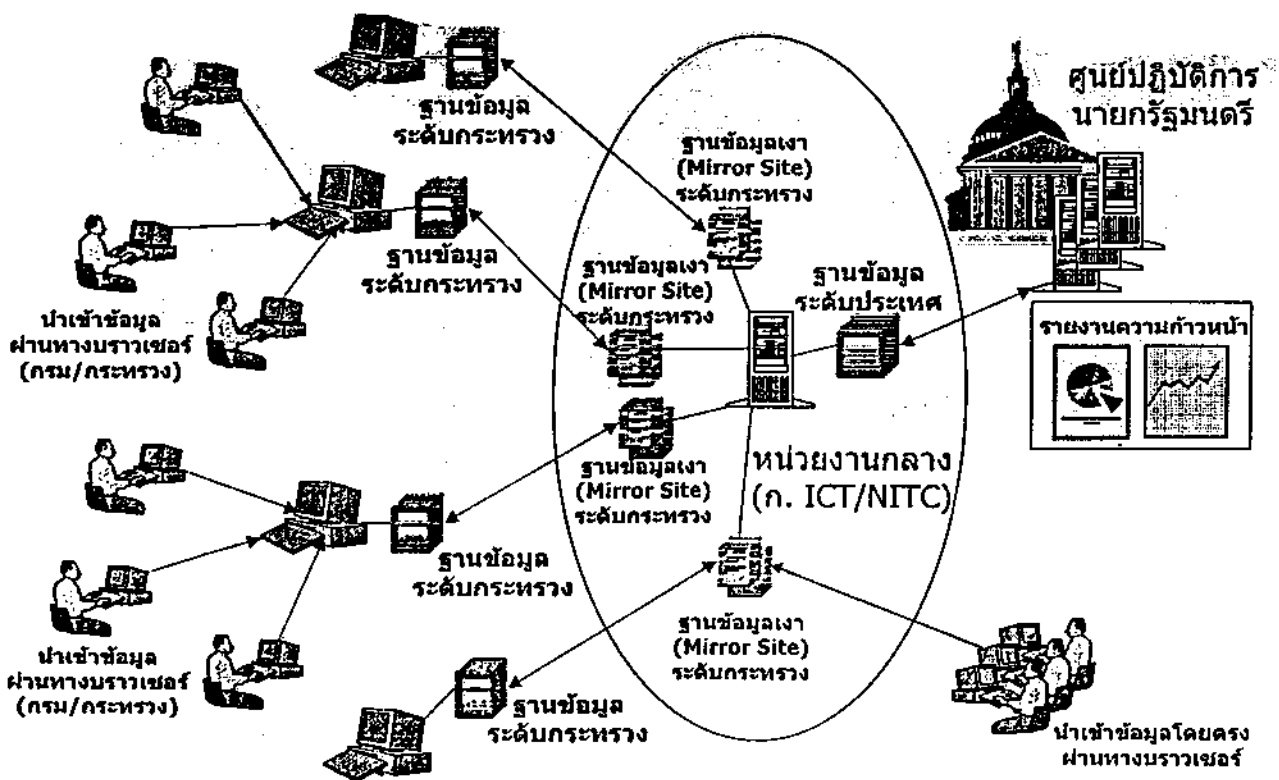 ฐานข้อมูล
ระดับกระทรวง
ศูนย์ปฏิบัติการ
นายกรัฐมนตรี
ฐานข้อมูลเงา
(Mirror Site)
ระดับกระทรวง
ฐานข้อมูล
ระดับกระทรวง
ฐานข้อมูลเงา
(Mirror Site)
ระดับกระทรวง
ฐานข้อมูล
ระดับประเทศ
นำเข้าข้อมูล
ผ่านทางบราวเซอร์
(กรม/กระทรวง)
รายงานความก้าวหน้า
ฐานข้อมูลเงา
(Mirror Site)
ระดับกระทรวง
หน่วยงานกลาง
(ก. ICT/NITC)
ฐานข้อมูล
ระดับกระทรวง
ฐานข้อมูลเงา
(Mirror Site)
ระดับกระทรวง
นำเข้าข้อมูล
ผ่านทางบราวเซอร์
(กรม/กระทรวง)
ฐานข้อมูล
ระดับกระทรวง
นำเข้าข้อมูลโดยตรง
ผ่านทางบราวเซอร์